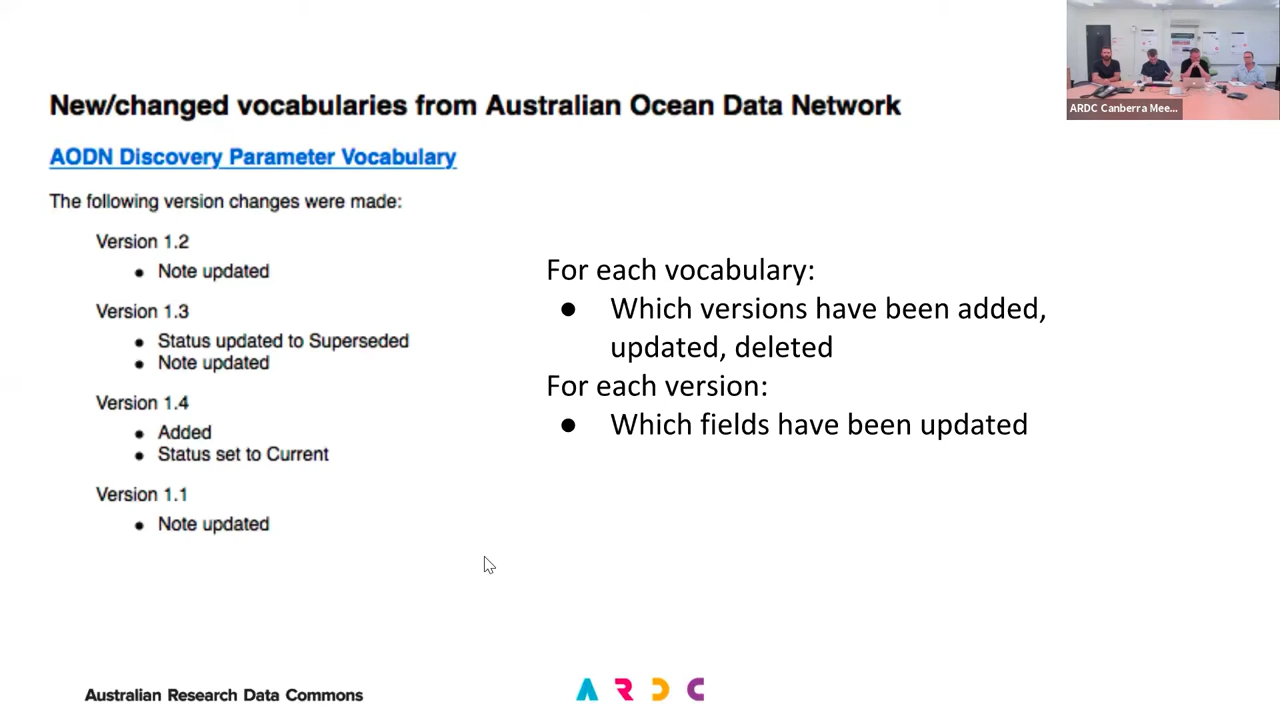 ARDC Canberra Mee...
New/changed vocabularies from Australian Ocean Data Network
AODN Discovery Parameter Vocabulary
The following version changes were made:
Version 1.2
● Note updated
Version 1.3
● Status updated to Superseded
● Note updated
Version 1.4
● Added
● Status set to Current
Version 1.1
● Note updated
For each vocabulary:
● Which versions have been added,
updated, deleted
For each version:
● Which fields have been updated
Australian Research Data Commons
ARDC